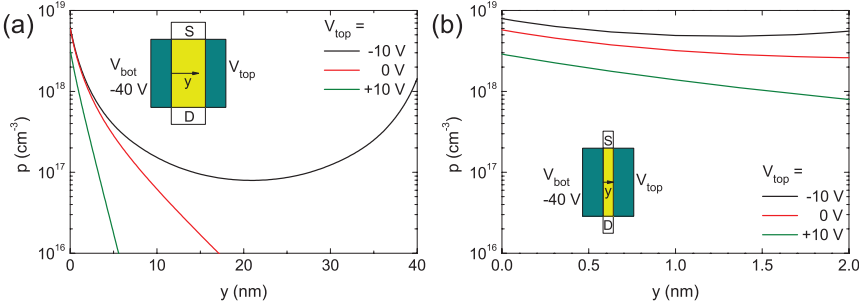 (a)
10^19
10^18
10^17
10^16
p (cm^-3)
0 10 20 30 40
y (nm)
S
V_bot
-40 V
y
V_top
D
V_top =
-10 V
0 V
+10 V
(b)
10^19
10^18
10^17
10^16
p (cm^-3)
0.0 0.5 1.0 1.5 2.0
y (nm)
S
V_bot
-40 V
y
V_top
D
V_top =
-10 V
0 V
+10 V